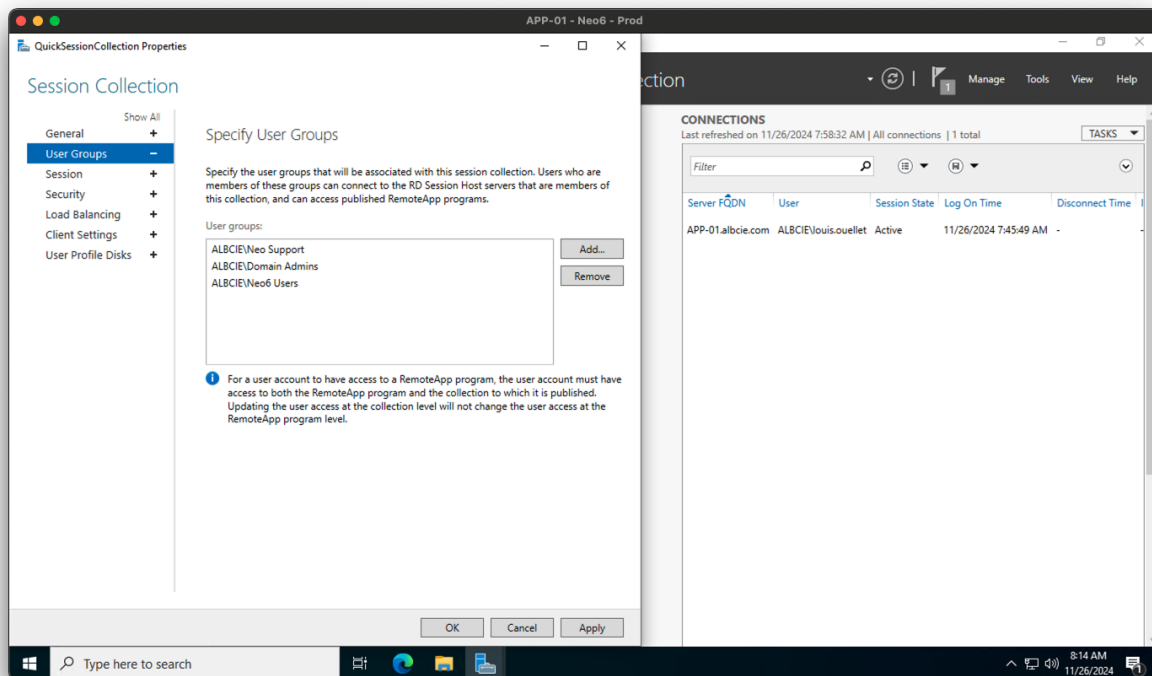 APP-01 - Neo6 - Prod
QuickSessionCollection Properties
Session Collection
Show All
General +
User Groups –
Session +
Security +
Load Balancing +
Client Settings +
User Profile Disks +
Specify User Groups
Specify the user groups that will be associated with this session collection. Users who are
members of these groups can connect to the RD Session Host servers that are members of
this collection, and can access published RemoteApp programs.
User groups:
ALBCIE\Neo Support
ALBCIE\Domain Admins
ALBCIE\Neo6 Users
Add...
Remove
For a user account to have access to a RemoteApp program, the user account must have
access to both the RemoteApp program and the collection to which it is published.
Updating the user access at the collection level will not change the user access at the
RemoteApp program level.
OK Cancel Apply
ction
1 Manage Tools View Help
CONNECTIONS
Last refreshed on 11/26/2024 7:58:32 AM | All connections | 1 total
TASKS
Filter
Server FQDN User Session State Log On Time Disconnect Time
APP-01.albcie.com ALBCIE\louis.ouellet Active 11/26/2024 7:45:49 AM - -
Type here to search
8:14 AM
11/26/2024
1